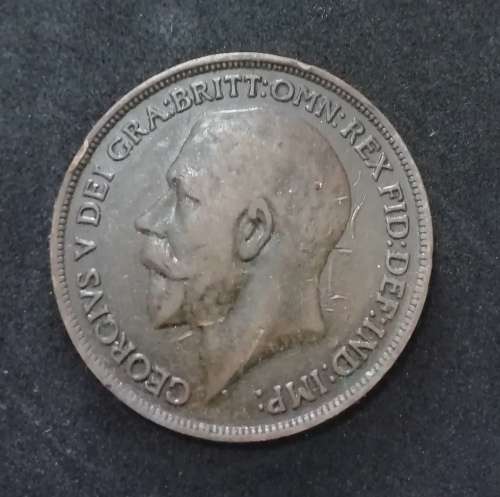 GEORGIVS V DEI GRA:BRITT:OMN:REX FID:DEF:IND:IMP: